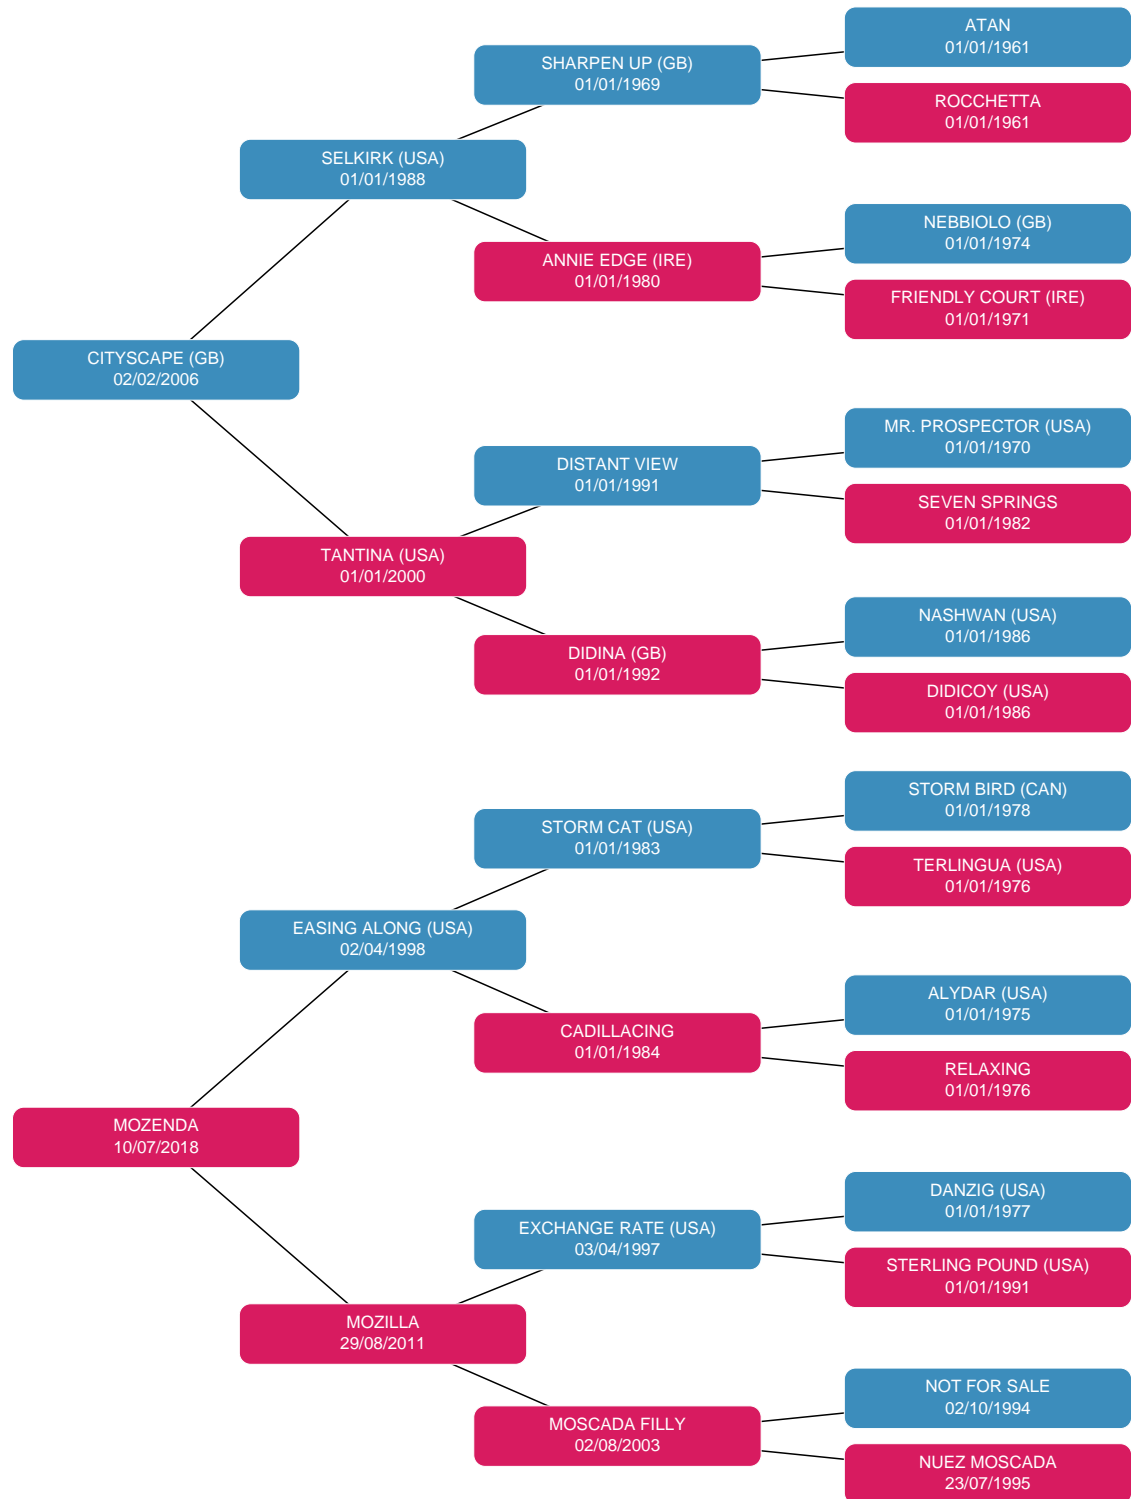 ATAN
01/01/1961
SHARPEN UP (GB)
01/01/1969
ROCCHETTA
01/01/1961
SELKIRK (USA)
01/01/1988
NEBBIOLO (GB)
01/01/1974
ANNIE EDGE (IRE)
01/01/1980
FRIENDLY COURT (IRE)
01/01/1971
CITYSCAPE (GB)
02/02/2006
MR. PROSPECTOR (USA)
01/01/1970
DISTANT VIEW
01/01/1991
SEVEN SPRINGS
01/01/1982
TANTINA (USA)
01/01/2000
NASHWAN (USA)
01/01/1986
DIDINA (GB)
01/01/1992
DIDICOY (USA)
01/01/1986
STORM BIRD (CAN)
01/01/1978
STORM CAT (USA)
01/01/1983
TERLINGUA (USA)
01/01/1976
EASING ALONG (USA)
02/04/1998
ALYDAR (USA)
01/01/1975
CADILLACING
01/01/1984
RELAXING
01/01/1976
MOZENDA
10/07/2018
DANZIG (USA)
01/01/1977
EXCHANGE RATE (USA)
03/04/1997
STERLING POUND (USA)
01/01/1991
MOZILLA
29/08/2011
NOT FOR SALE
02/10/1994
MOSCADA FILLY
02/08/2003
NUEZ MOSCADA
23/07/1995